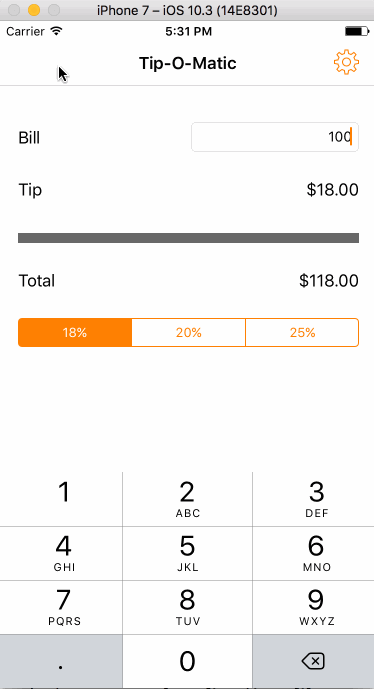 iPhone 7 – iOS 10.3 (14E8301)
Carrier 5:31 PM
Tip-O-Matic
Bill 100
Tip $18.00
Total $118.00
18% 20% 25%
1 2 3
ABC DEF
4 5 6
GHI JKL MNO
7 8 9
PQRS TUV WXYZ
. 0